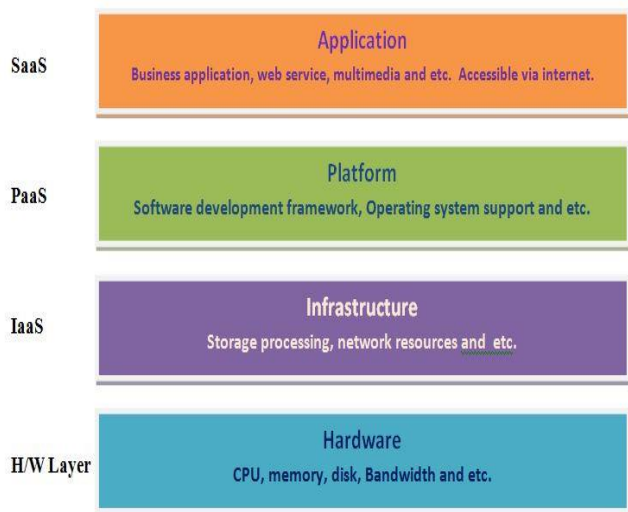 Application
SaaS
Business application, web service, multimedia and etc. Accessible via internet.
Platform
PaaS
Software development framework, Operating system support and etc.
Infrastructure
IaaS
Storage processing, network resources and etc.
Hardware
H/W Layer
CPU, memory, disk, Bandwidth and etc.